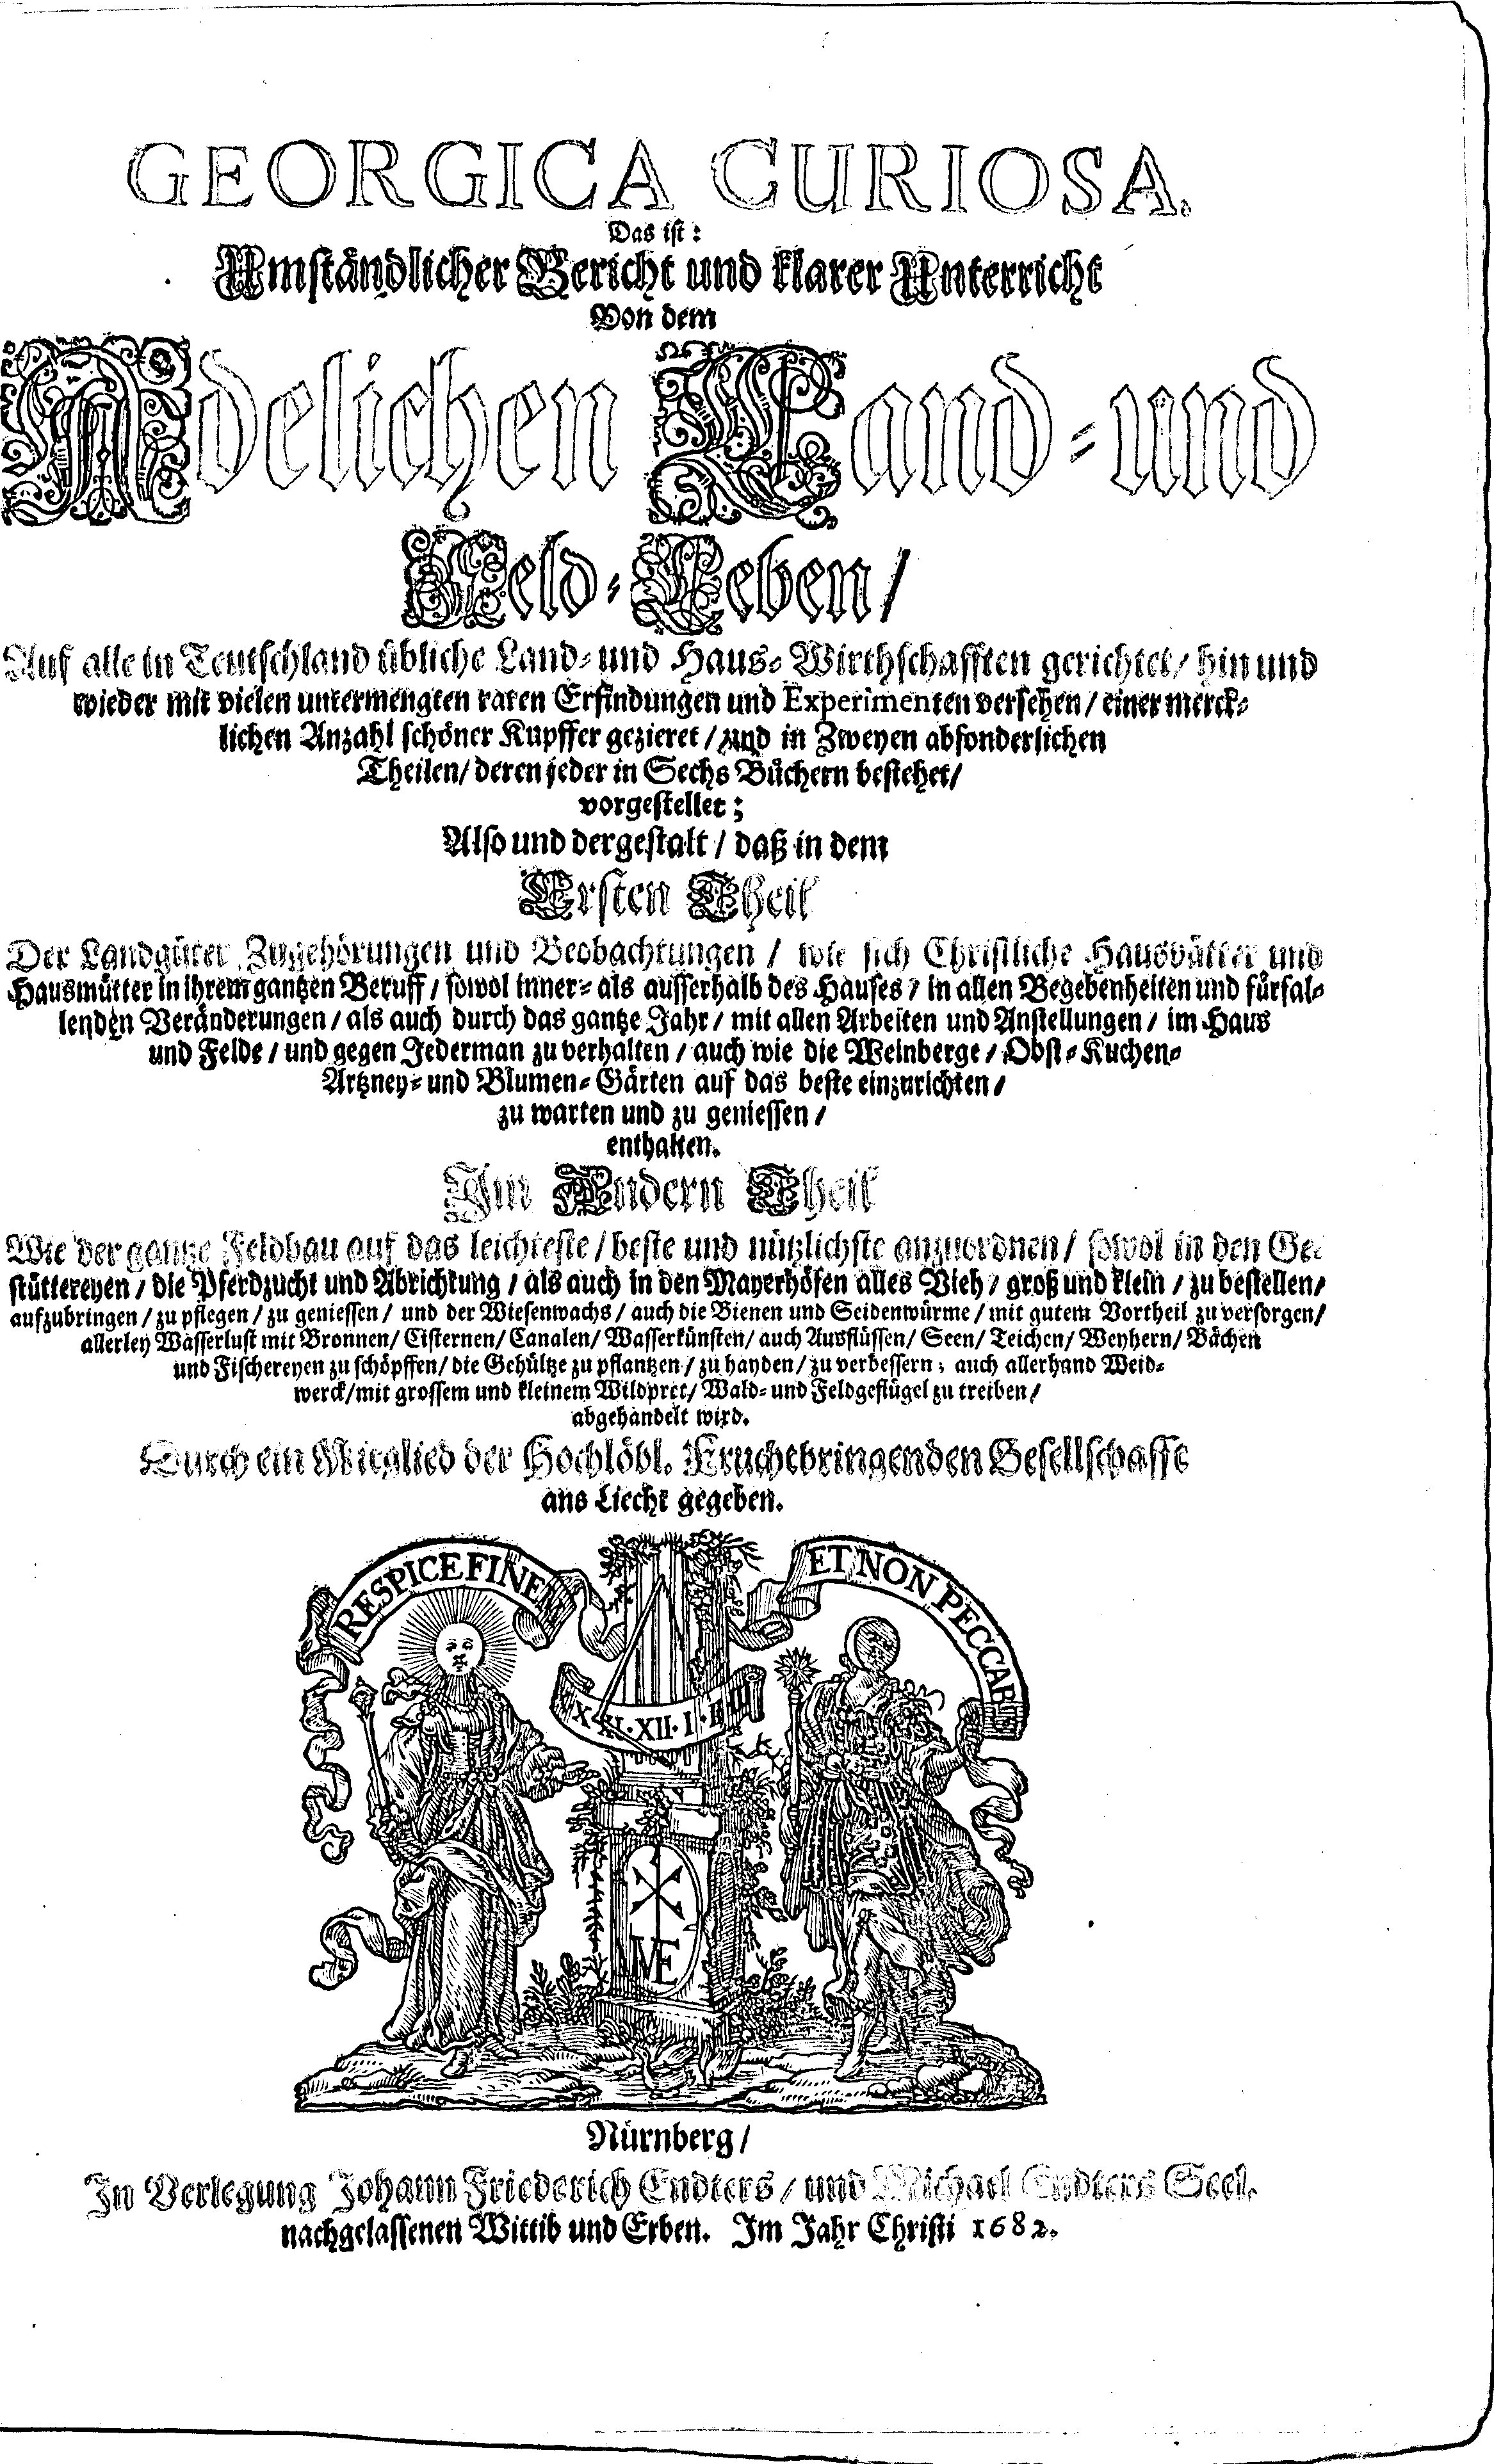 GEORGICA CURIOSA.
Das ist:
Umständlicher Bericht und klarer Unterricht
Von dem
Adelichen Land- und
Feld-Leben/
Auf alle in Teutschland übliche Land- und Haus-Wirthschafften gerichtet/ hin und
wieder mit vielen untermengten raren Erfindungen und Experimenten versehen/ einer merck-
lichen Anzahl schöner Kupffer gezieret/ und in Zweyen absonderlichen
Theilen/ deren jeder in Sechs Büchern bestehet/
vorgestellet;
Also und dergestalt/ daß in dem
Ersten Theil
Der Landgüter Zugehörungen und Beobachtungen/ wie sich Christliche Hausvätter und
Hausmütter in ihrem gantzen Beruff/ sowol inner- als ausserhalb des Hauses/ in allen Begebenheiten und fürfal-
lenden Veränderungen/ als auch durch das gantze Jahr/ mit allen Arbeiten und Anstellungen/ im Haus
und Felde/ und gegen Jederman zu verhalten/ auch wie die Weinberge/ Obst- Kuchen-
Artzney- und Blumen-Gärten auf das beste einzurichten/
zu warten und zu geniessen/
enthalten.
Im Andern Theil
Wie der gantze Feldbau auf das leichteste/ beste und nützlichste anzuordnen/ sowol in den Ge-
stüttereyen/ die Pferdzucht und Abrichtung/ als auch in den Mayerhöfen alles Vieh/ groß und klein/ zu bestellen/
aufzubringen/ zu pflegen/ zu geniessen/ und der Wiesenwachs/ auch die Bienen und Seidenwürme/ mit gutem Vortheil zu versorgen/
allerley Wasserlust mit Bronnen/ Cisternen/ Canalen/ Wasserkünsten/ auch Ausflüssen/ Seen/ Teichen/ Weyhern/ Bächen
und Fischereyen zu schöpffen/ die Gehültze zu pflantzen/ zu hayden/ zu verbessern; auch allerhand Weid-
werck/ mit grossem und kleinem Wildpret/ Wald- und Feldgeflügel zu treiben/
abgehandelt wird.
Durch ein Mitglied der Hochlöbl. Fruchtbringenden Gesellschafft
ans Liecht gegeben.
RESPICE FINEM
ET NON PECCABIS
X·XI·XII·I·II·III
WE
Nürnberg/
In Verlegung Johann Friederich Endters/ und Michael Endters Seel.
nachgelassenen Wittib und Erben. Im Jahr Christi 1682.